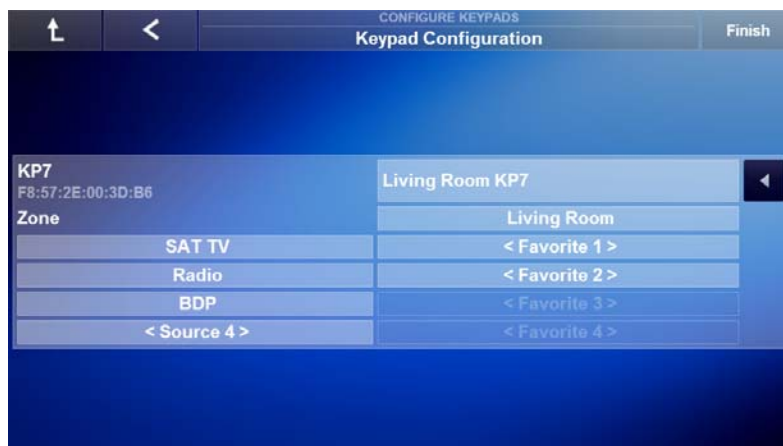 CONFIGURE KEYPADS
Keypad Configuration
Finish
KP7
F8:57:2E:00:3D:B6
Living Room KP7
Zone
Living Room
SAT TV
< Favorite 1 >
Radio
< Favorite 2 >
BDP
< Favorite 3 >
< Source 4 >
< Favorite 4 >